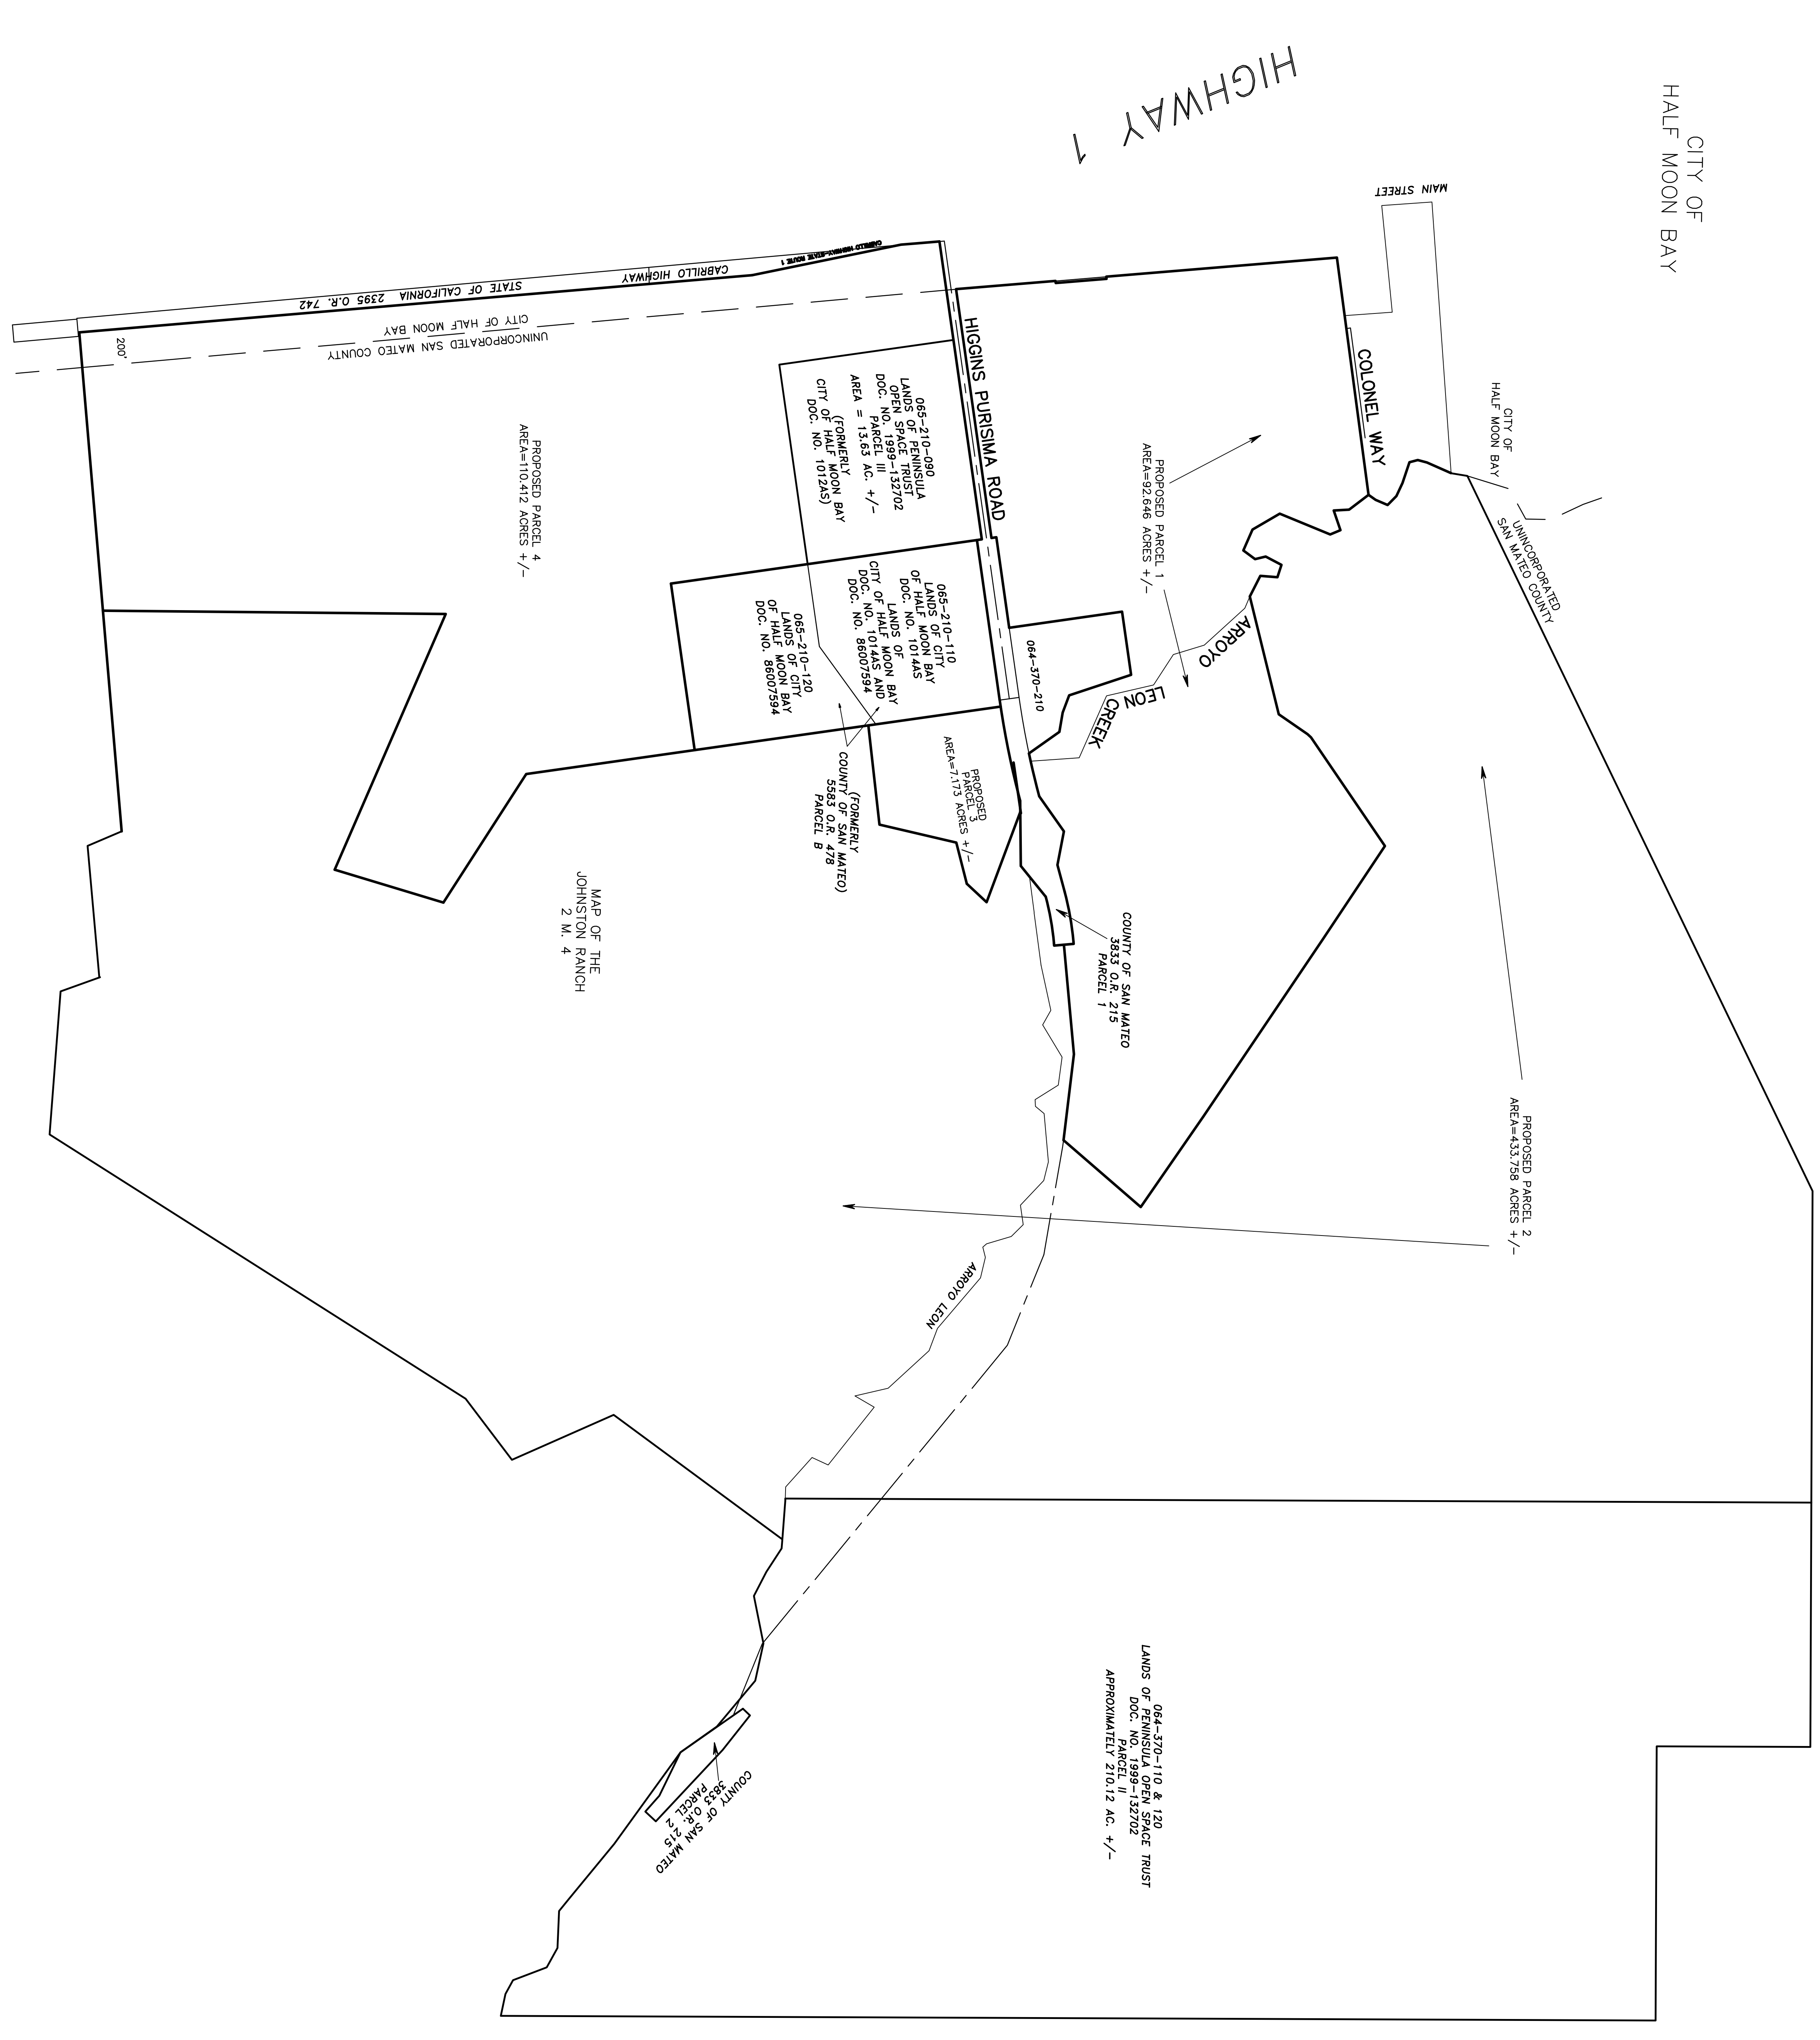 CITY OF
HALF MOON BAY
HIGHWAY 1
MAIN STREET
CITY OF
HALF MOON BAY
UNINCORPORATED
SAN MATEO COUNTY
COLONEL WAY
CABRILLO HIGHWAY-STATE ROUTE 1
CABRILLO HIGHWAY
STATE OF CALIFORNIA 2395 O.R. 742
CITY OF HALF MOON BAY
UNINCORPORATED SAN MATEO COUNTY
200'
HIGGINS PURISIMA ROAD
PROPOSED PARCEL 1
AREA=92.646 ACRES +/-
065-210-090
LANDS OF PENINSULA
OPEN SPACE TRUST
DOC. NO. 1999-132702
PARCEL III
AREA = 13.63 AC. +/-
(FORMERLY
CITY OF HALF MOON BAY
DOC. NO. 1012AS)
PROPOSED PARCEL 4
AREA=110.412 ACRES +/-
065-210-110
LANDS OF CITY
OF HALF MOON BAY
DOC. NO. 1014AS
LANDS OF
CITY OF HALF MOON BAY
DOC. NO. 1014AS AND
DOC. NO. 86007594
065-210-120
LANDS OF CITY
OF HALF MOON BAY
DOC. NO. 86007594
064-370-210
ARROYO
LEON
CREEK
PROPOSED
PARCEL 3
AREA=7.173 ACRES +/-
(FORMERLY
COUNTY OF SAN MATEO)
5583 O.R. 478
PARCEL B
MAP OF THE
JOHNSTON RANCH
2 M. 4
COUNTY OF SAN MATEO
3833 O.R. 215
PARCEL 1
PROPOSED PARCEL 2
AREA=433.758 ACRES +/-
ARROYO LEON
064-370-110 & 120
LANDS OF PENINSULA OPEN SPACE TRUST
DOC. NO. 1999-132702
PARCEL II
APPROXIMATELY 210.12 AC. +/-
COUNTY OF SAN MATEO
3833 O.R. 215
PARCEL 2